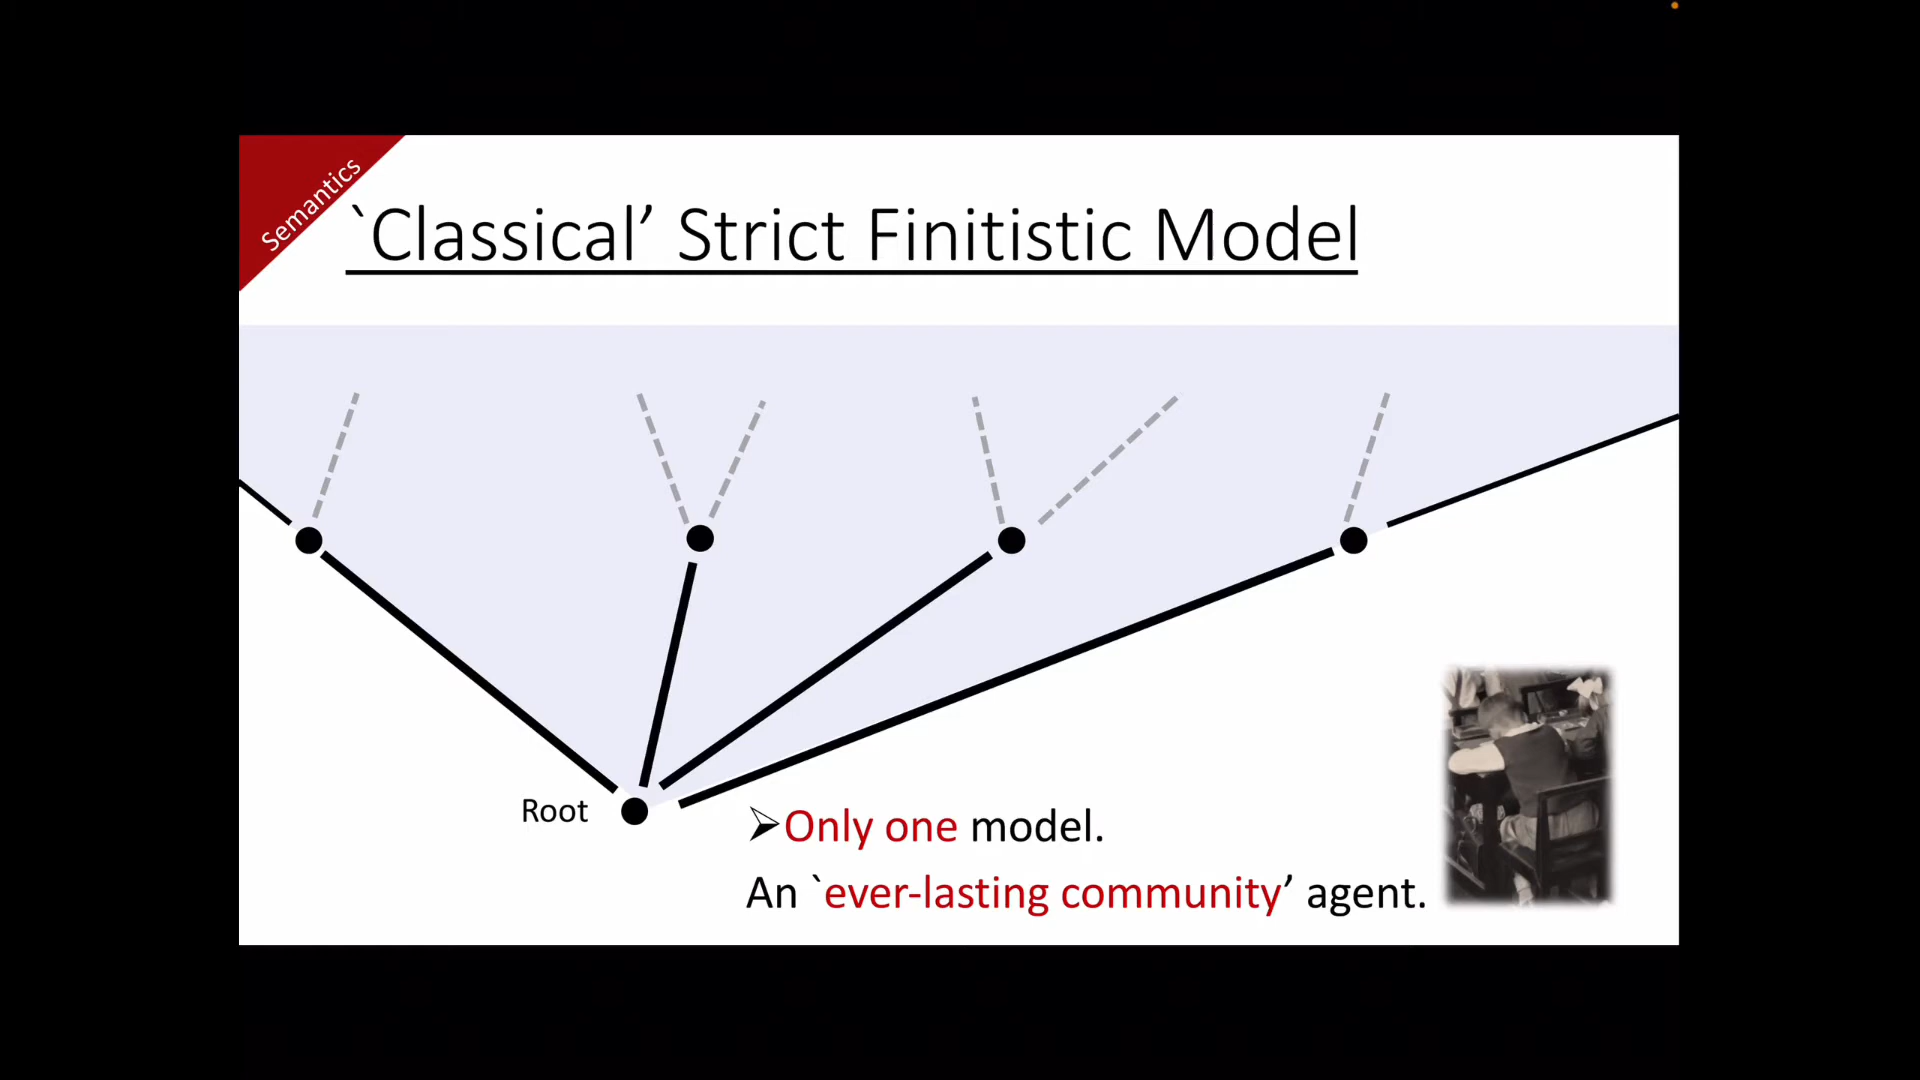 Semantics
`Classical’ Strict Finitistic Model
Root
➢Only one model.
An `ever-lasting community’ agent.